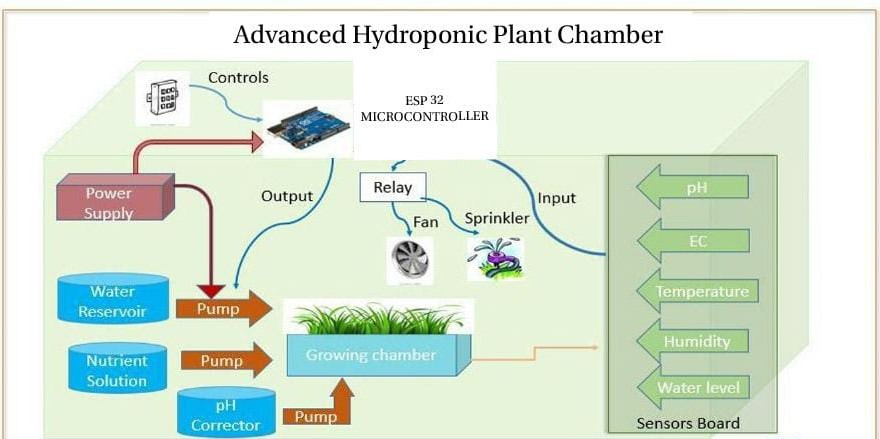 Advanced Hydroponic Plant Chamber
Controls
ESP 32
MICROCONTROLLER
Power
Supply
Output
Relay
Fan
Sprinkler
Input
pH
EC
Temperature
Humidity
Water level
Sensors Board
Water
Reservoir
Pump
Nutrient
Solution
Pump
Growing chamber
pH
Corrector
Pump